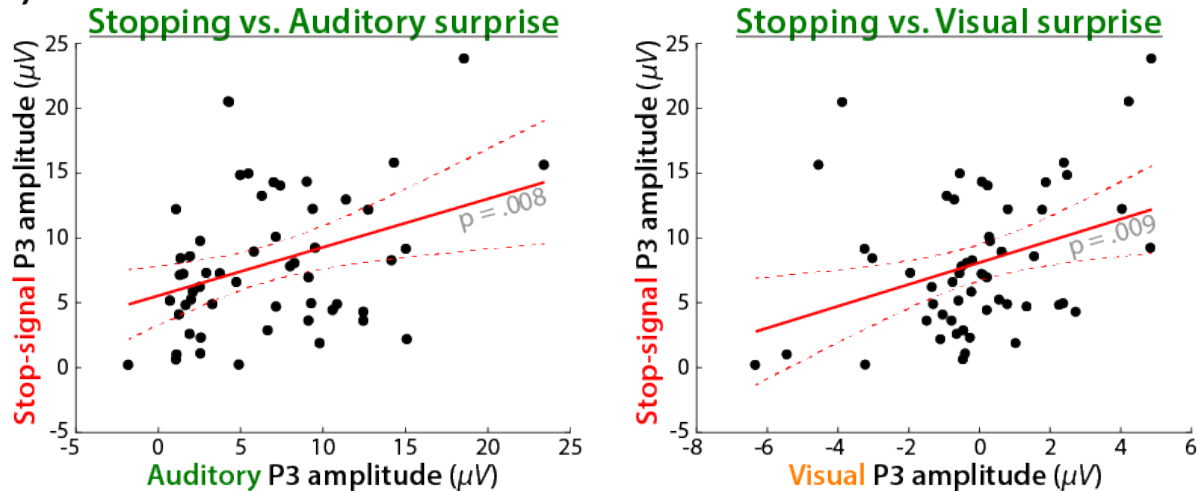 Stopping vs. Auditory surprise
Stop-signal P3 amplitude (μV)
25
20
15
10
5
0
-5
p = .008
-5 0 5 10 15 20 25
Auditory P3 amplitude (μV)
Stopping vs. Visual surprise
Stop-signal P3 amplitude (μV)
25
20
15
10
5
0
-5
p = .009
-8 -6 -4 -2 0 2 4 6
Visual P3 amplitude (μV)